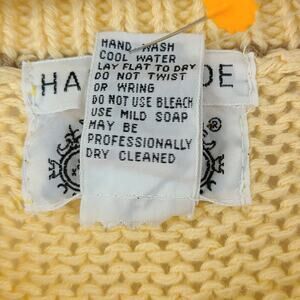 HAND WASH
COOL WATER
LAY FLAT TO DRY
DO NOT TWIST
OR WRING
DO NOT USE BLEACH
USE MILD SOAP
MAY BE
PROFESSIONALLY
DRY CLEANED
HA DE
®